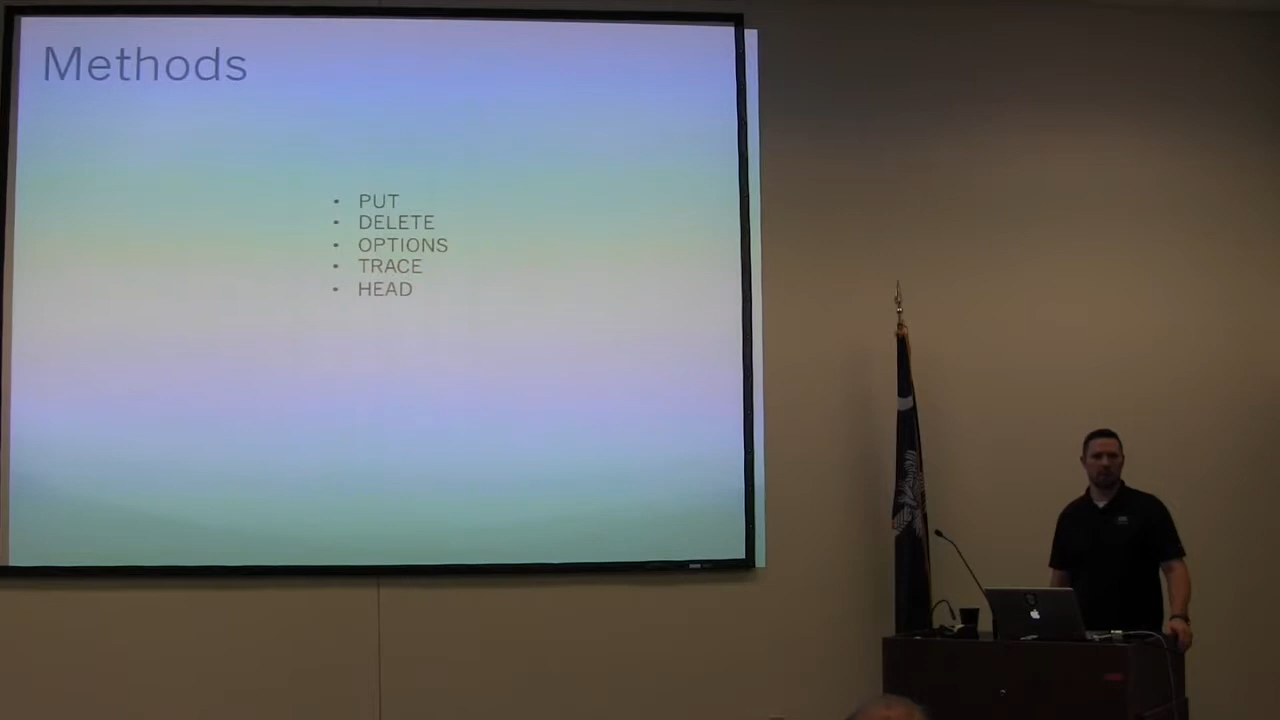 Methods
• PUT
• DELETE
• OPTIONS
• TRACE
• HEAD